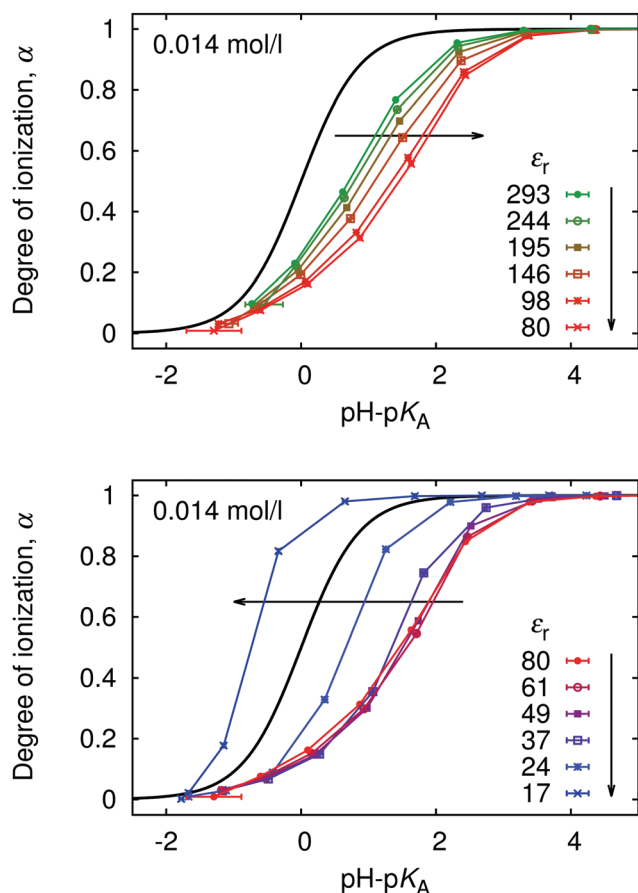 0.014 mol/l
Degree of ionization, α
1
0.8
0.6
0.4
0.2
0
εr
293
244
195
146
98
80
-2 0 2 4
pH-pKA
0.014 mol/l
Degree of ionization, α
1
0.8
0.6
0.4
0.2
0
εr
80
61
49
37
24
17
-2 0 2 4
pH-pKA